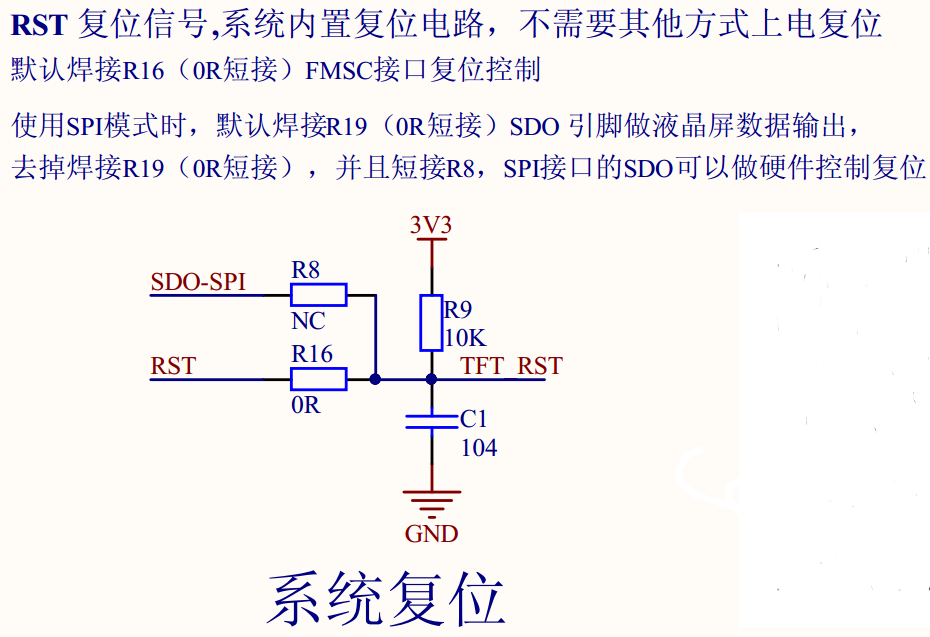 RST 复位信号,系统内置复位电路，不需要其他方式上电复位
默认焊接R16（0R短接）FMSC接口复位控制
使用SPI模式时，默认焊接R19（0R短接）SDO 引脚做液晶屏数据输出，
去掉焊接R19（0R短接），并且短接R8，SPI接口的SDO可以做硬件控制复位
3V3
SDO-SPI
R8
NC
R9
10K
RST
R16
0R
TFT_RST
C1
104
GND
系统复位